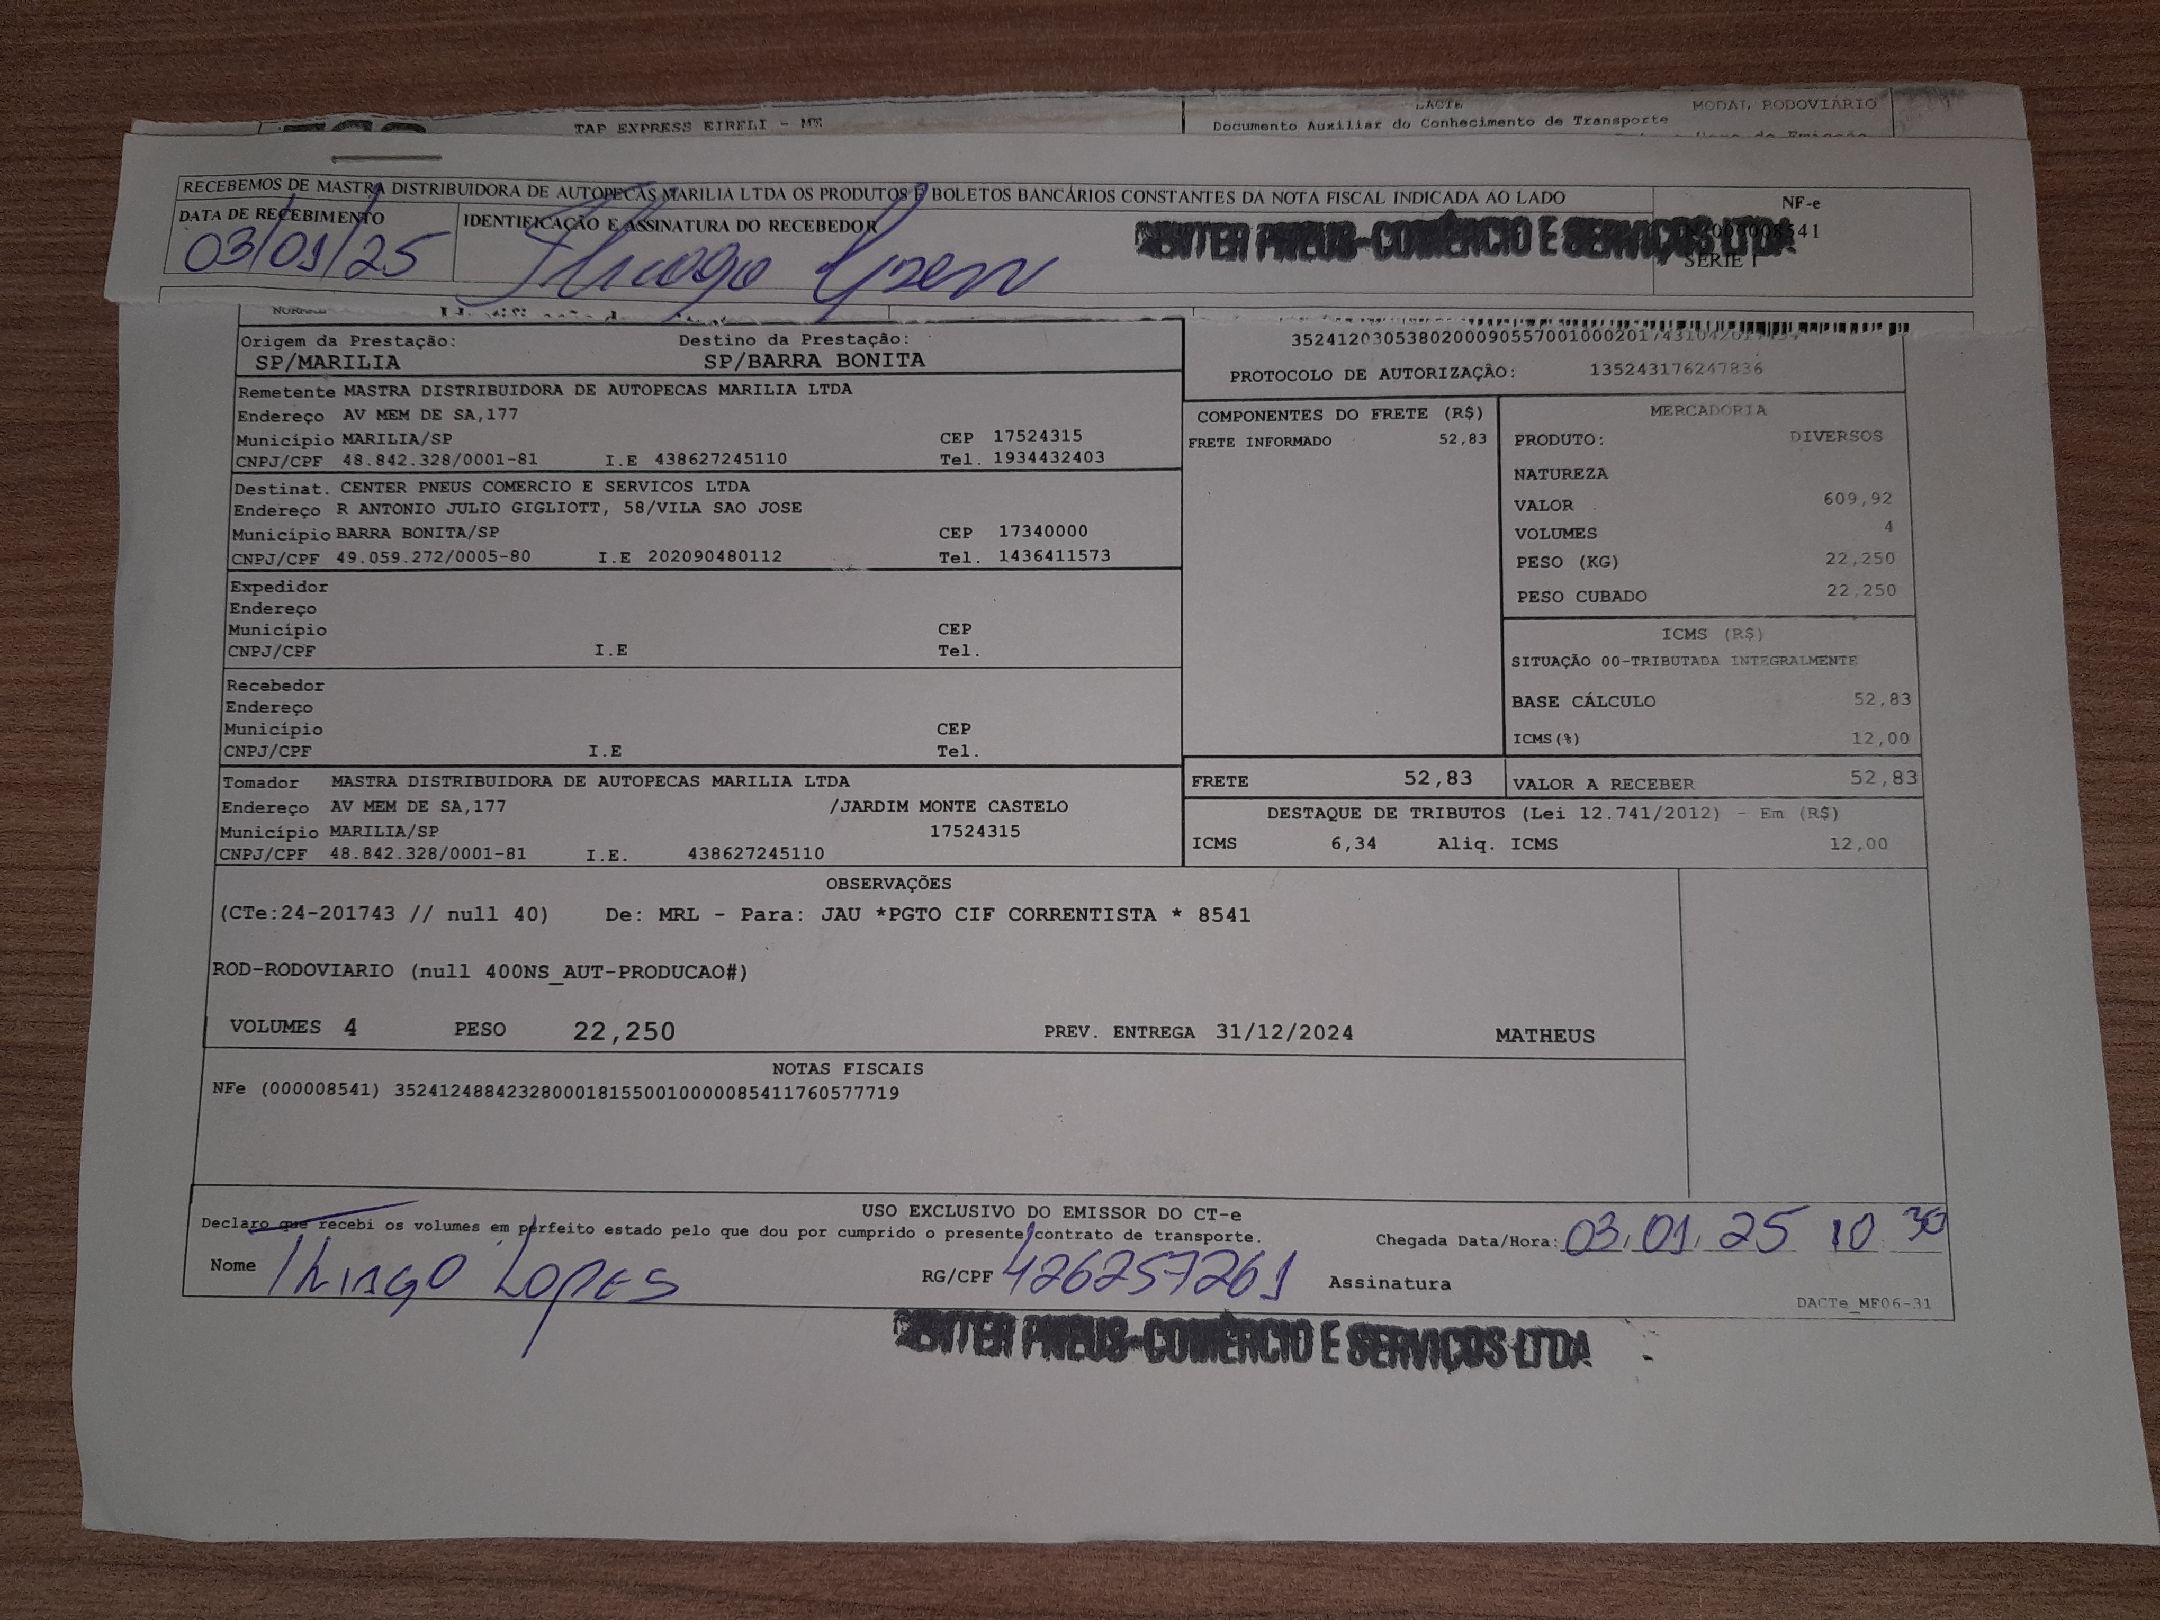 TAP EXPRESS EIRELI - ME
DACTE
MODAL RODOVIÁRIO
Documento Auxiliar do Conhecimento de Transporte
RECEBEMOS DE MASTRA DISTRIBUIDORA DE AUTOPECAS MARILIA LTDA OS PRODUTOS E BOLETOS BANCÁRIOS CONSTANTES DA NOTA FISCAL INDICADA AO LADO
NF-e
DATA DE RECEBIMENTO
IDENTIFICAÇÃO E ASSINATURA DO RECEBEDOR
03/01/25
Thiago
CENTER PNEUS-COMÉRCIO E SERVIÇOS LTDA
SÉRIE 1
Origem da Prestação:
SP/MARILIA
Destino da Prestação:
SP/BARRA BONITA
PROTOCOLO DE AUTORIZAÇÃO: 135243176247836
Remetente MASTRA DISTRIBUIDORA DE AUTOPECAS MARILIA LTDA
Endereço AV MEM DE SA,177
Município MARILIA/SP CEP 17524315
CNPJ/CPF 48.842.328/0001-81 I.E 438627245110 Tel. 1934432403
Destinat. CENTER PNEUS COMERCIO E SERVICOS LTDA
Endereço R ANTONIO JULIO GIGLIOTT, 58/VILA SAO JOSE
Município BARRA BONITA/SP CEP 17340000
CNPJ/CPF 49.059.272/0005-80 I.E 202090480112 Tel. 1436411573
Expedidor
Endereço
Município CEP
CNPJ/CPF I.E Tel.
Recebedor
Endereço
Município CEP
CNPJ/CPF I.E Tel.
Tomador MASTRA DISTRIBUIDORA DE AUTOPECAS MARILIA LTDA
Endereço AV MEM DE SA,177 /JARDIM MONTE CASTELO
Município MARILIA/SP 17524315
CNPJ/CPF 48.842.328/0001-81 I.E. 438627245110
COMPONENTES DO FRETE (R$)
FRETE INFORMADO 52,83
MERCADORIA
PRODUTO: DIVERSOS
NATUREZA
VALOR 609,92
VOLUMES 4
PESO (KG) 22,250
PESO CUBADO 22,250
ICMS (R$)
SITUAÇÃO 00-TRIBUTADA INTEGRALMENTE
BASE CÁLCULO 52,83
ICMS(%) 12,00
FRETE 52,83
VALOR A RECEBER 52,83
DESTAQUE DE TRIBUTOS (Lei 12.741/2012) - Em (R$)
ICMS 6,34 Aliq. ICMS 12,00
OBSERVAÇÕES
(CTe:24-201743 // null 40) De: MRL - Para: JAU *PGTO CIF CORRENTISTA * 8541
ROD-RODOVIARIO (null 400NS_AUT-PRODUCAO#)
VOLUMES 4 PESO 22,250 PREV. ENTREGA 31/12/2024 MATHEUS
NOTAS FISCAIS
NFe (000008541) 35241248842328000181550010000085411760577719
USO EXCLUSIVO DO EMISSOR DO CT-e
Declaro que recebi os volumes em perfeito estado pelo que dou por cumprido o presente contrato de transporte.
Chegada Data/Hora: 03.01.25 10 30
Nome Thiago Lopes RG/CPF 426257261 Assinatura
DACTe_MF06-31
CENTER PNEUS-COMÉRCIO E SERVIÇOS LTDA